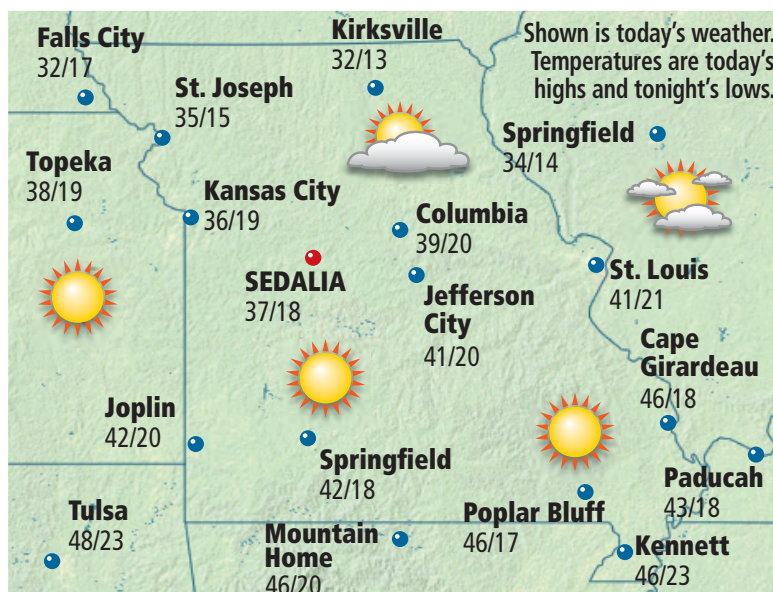 Falls City
32/17
Kirksville
32/13
Shown is today's weather.
Temperatures are today's
highs and tonight's lows.
St. Joseph
35/15
Springfield
34/14
Topeka
38/19
Kansas City
36/19
Columbia
39/20
SEDALIA
37/18
Jefferson
City
41/20
St. Louis
41/21
Cape
Girardeau
46/18
Joplin
42/20
Springfield
42/18
Paducah
43/18
Tulsa
48/23
Mountain
Home
46/20
Poplar Bluff
46/17
Kennett
46/23